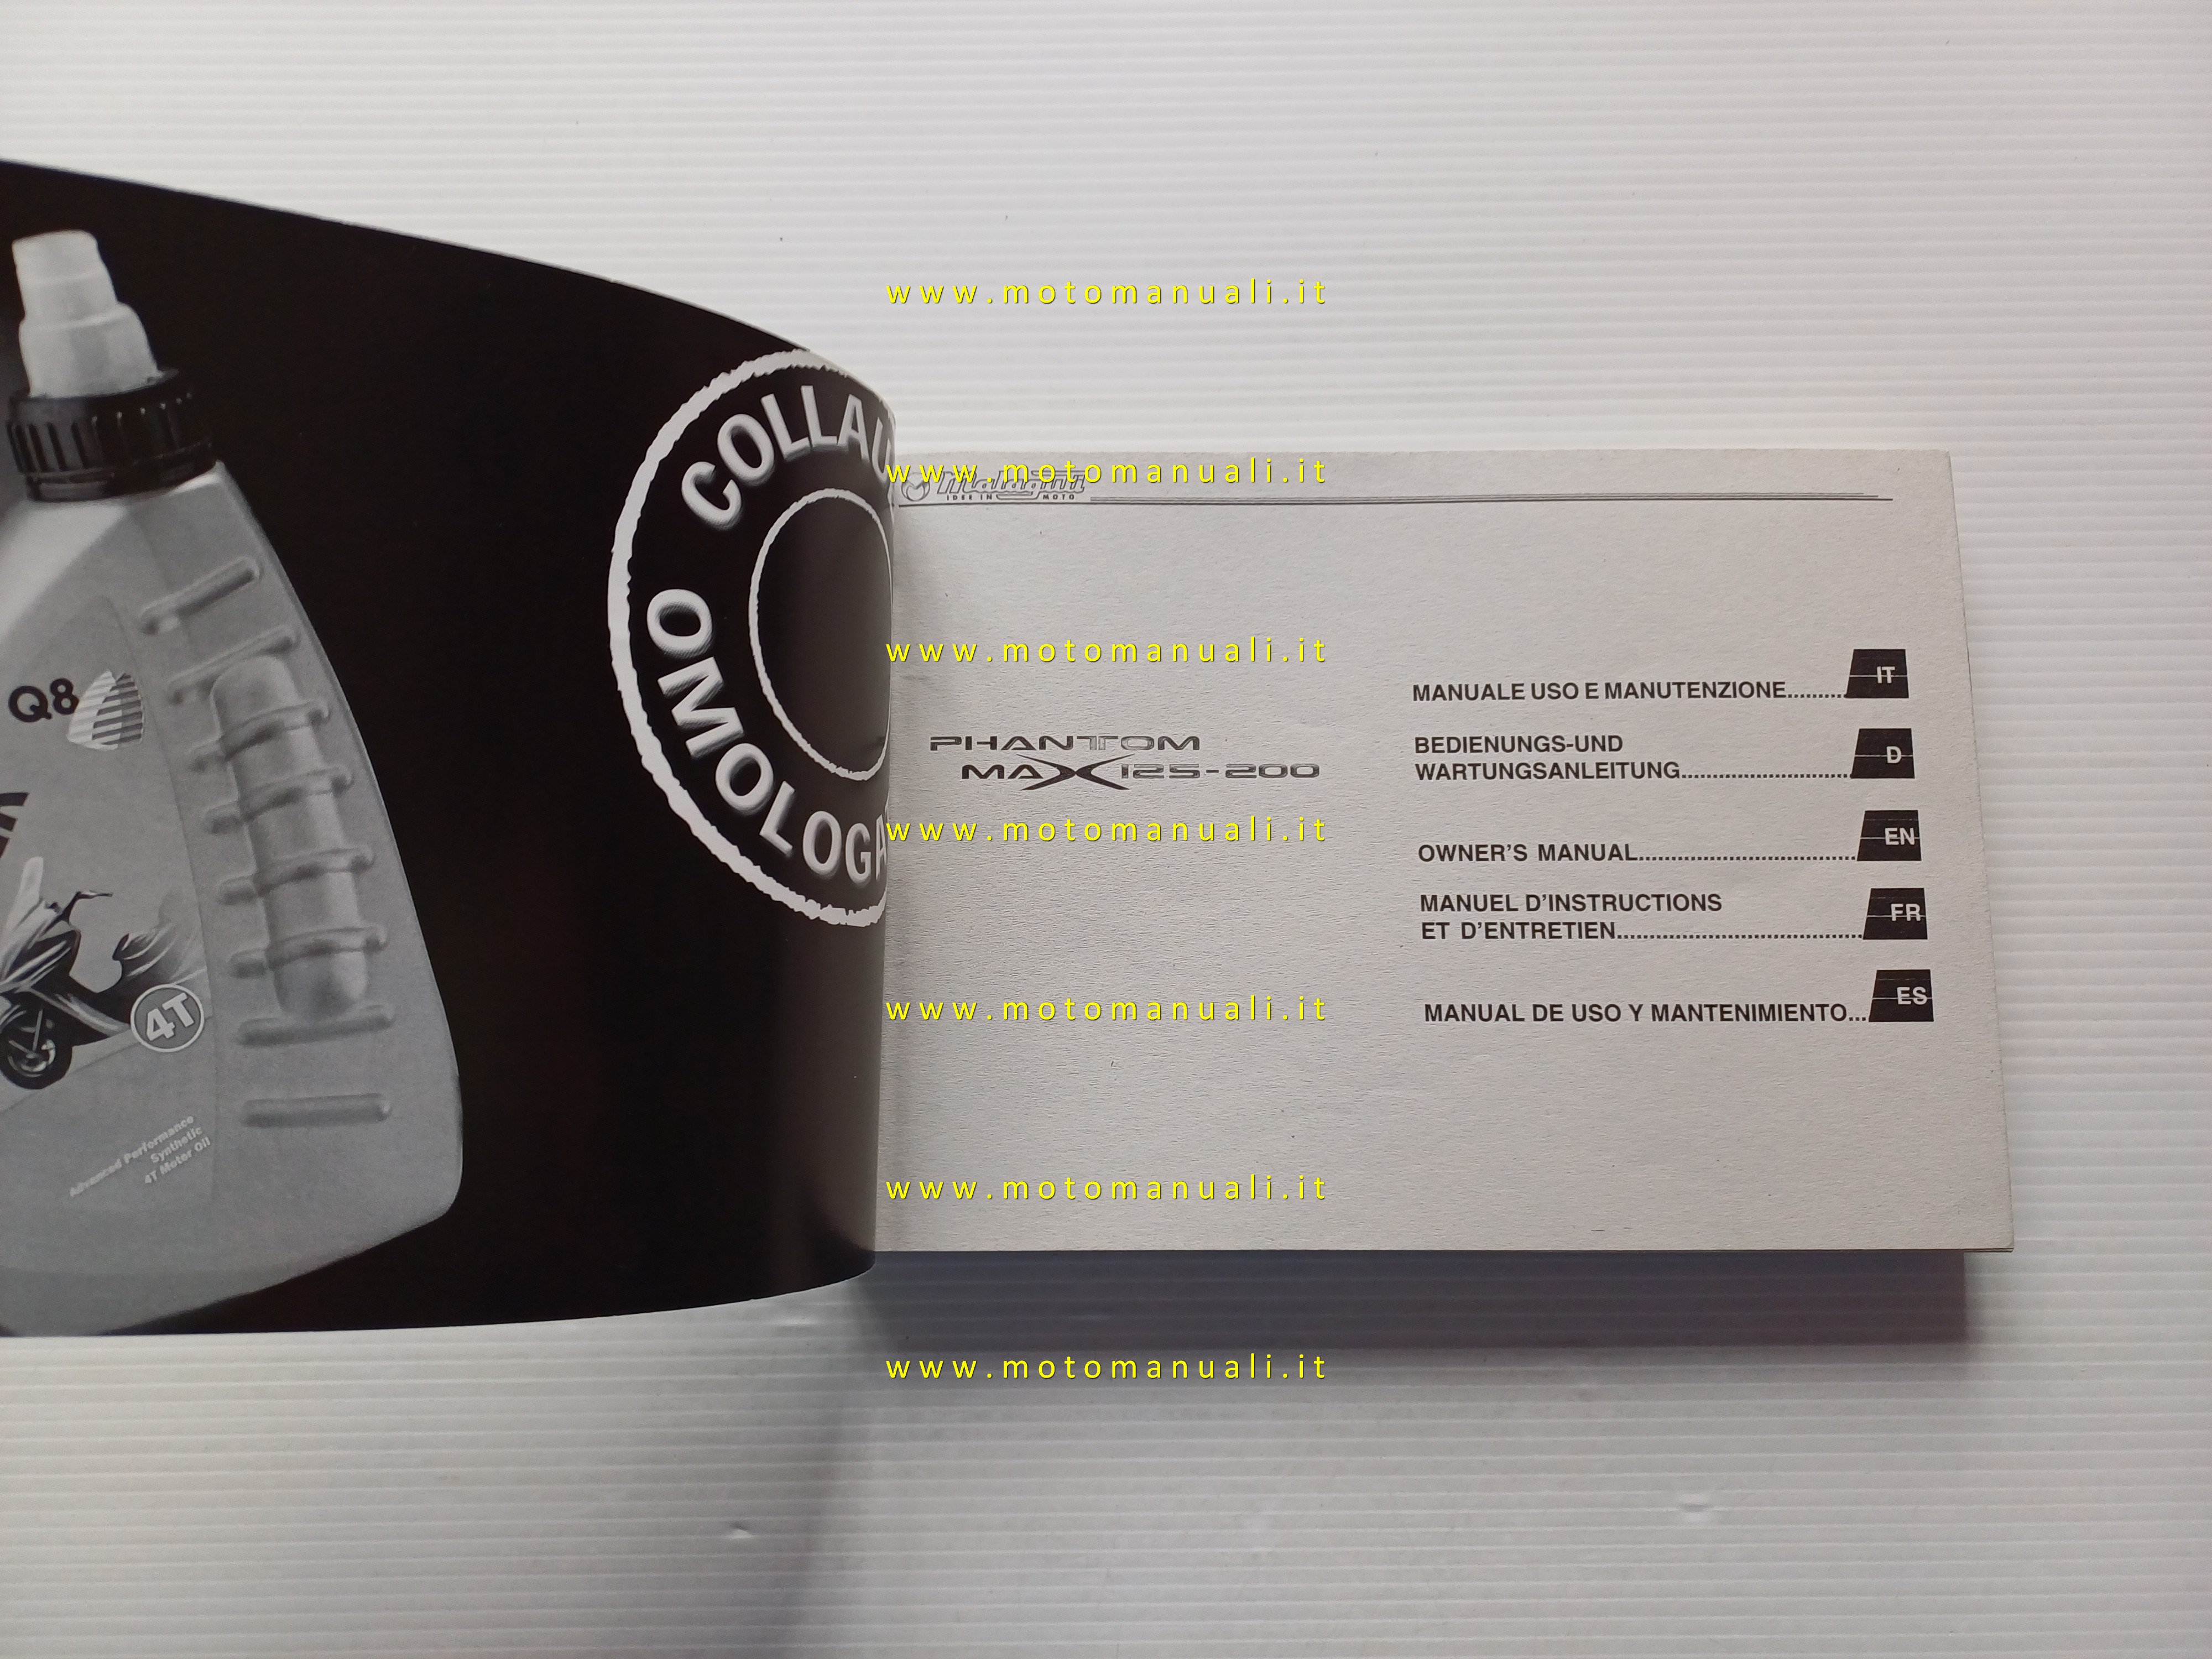 Q8
4T
Advanced Performance
Synthetic
4T Motor Oil
COLLAU
OMOLOGA
www.motomanuali.it
www.motomanuali.it
Malaguti
IDEE IN MOTO
www.motomanuali.it
MANUALE USO E MANUTENZIONE.........IT
PHANTOM
MAX 125-200
BEDIENUNGS-UND
WARTUNGSANLEITUNG..........................D
www.motomanuali.it
OWNER'S MANUAL.................................EN
MANUEL D'INSTRUCTIONS
ET D'ENTRETIEN.....................................FR
www.motomanuali.it
MANUAL DE USO Y MANTENIMIENTO...ES
www.motomanuali.it
www.motomanuali.it